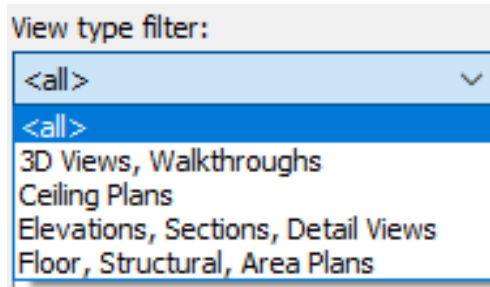 View type filter:
<all>
<all>
3D Views, Walkthroughs
Ceiling Plans
Elevations, Sections, Detail Views
Floor, Structural, Area Plans